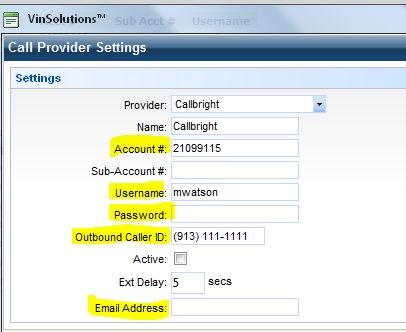 VinSolutions™ Sub Acct # Username
Call Provider Settings
Settings
Provider: Callbright
Name: Callbright
Account #: 21099115
Sub-Account #:
Username: mwatson
Password:
Outbound Caller ID: (913) 111-1111
Active:
Ext Delay: 5 secs
Email Address: